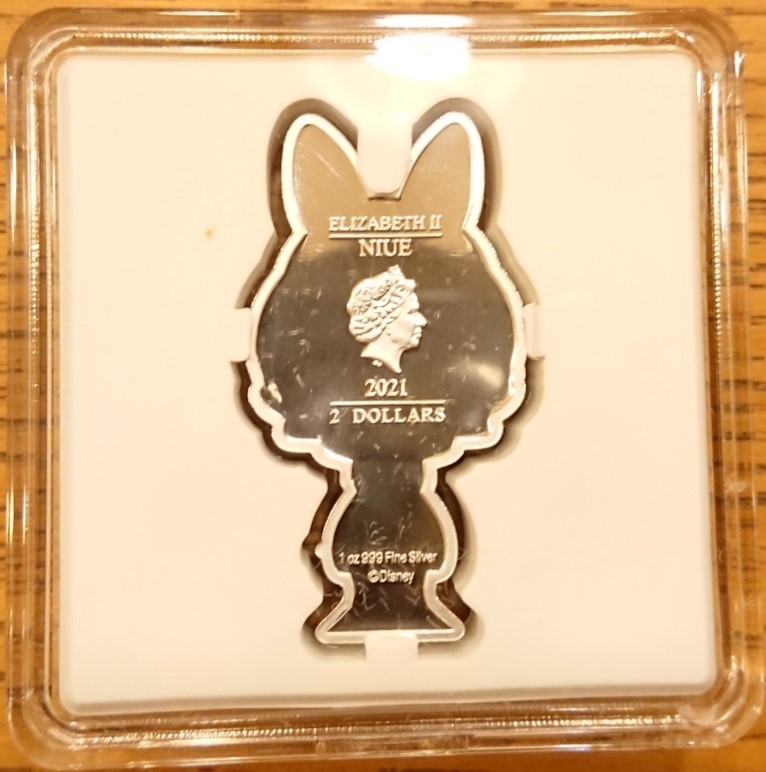 ELIZABETH II
NIUE
2021
2 DOLLARS
1 oz 999 Fine Silver
©Disney